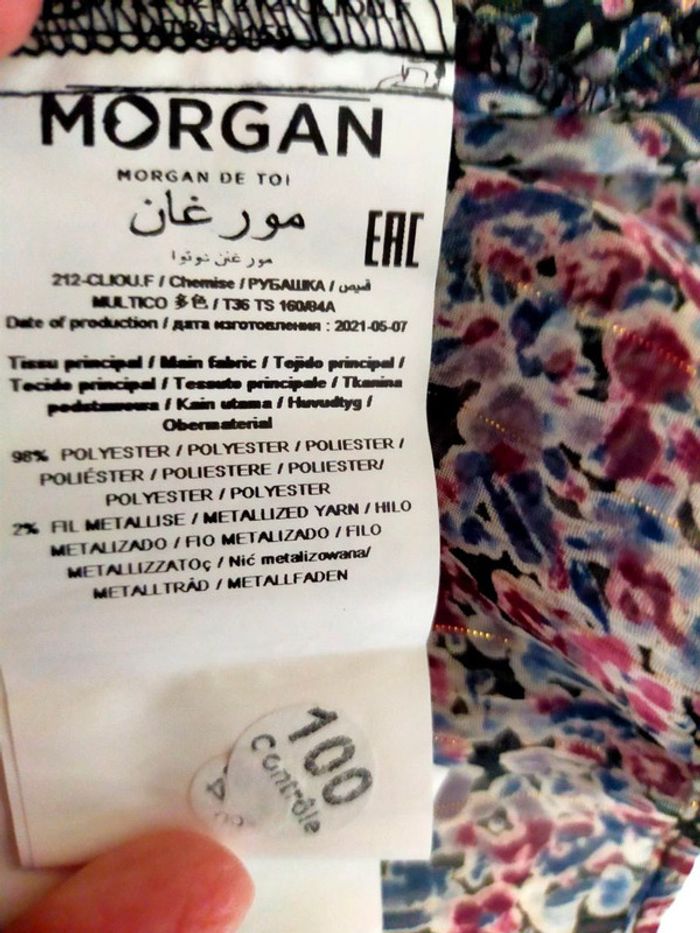 MORGAN
MORGAN DE TOI
مورغان
EAC
212-CLIOU.F / Chemise / РУБАШКА / قميص
MULTICO 多色 / T36 TS 160/84A
Date of production / дата изготовления : 2021-05-07
Tissu principal / Main fabric / Tejido principal /
Tecido principal / Tessuto principale / Tkanina
podstawowa / Kain utama / Huvudtyg /
Obermaterial
98% POLYESTER / POLYESTER / POLIESTER /
POLIÉSTER / POLIESTERE / POLIESTER/
POLYESTER / POLYESTER
2% FIL METALLISE / METALLIZED YARN / HILO
METALIZADO / FIO METALIZADO / FILO
METALLIZZATOç / Nić metalizowana/
METALLTRÅD / METALLFADEN
100
Contrôle